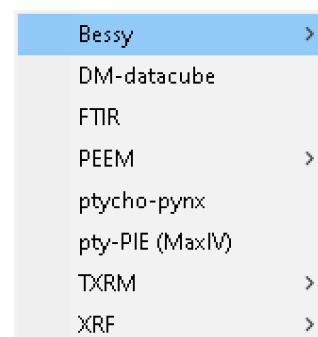 Bessy
DM-datacube
FTIR
PEEM
ptycho-pynx
pty-PIE (MaxIV)
TXRM
XRF